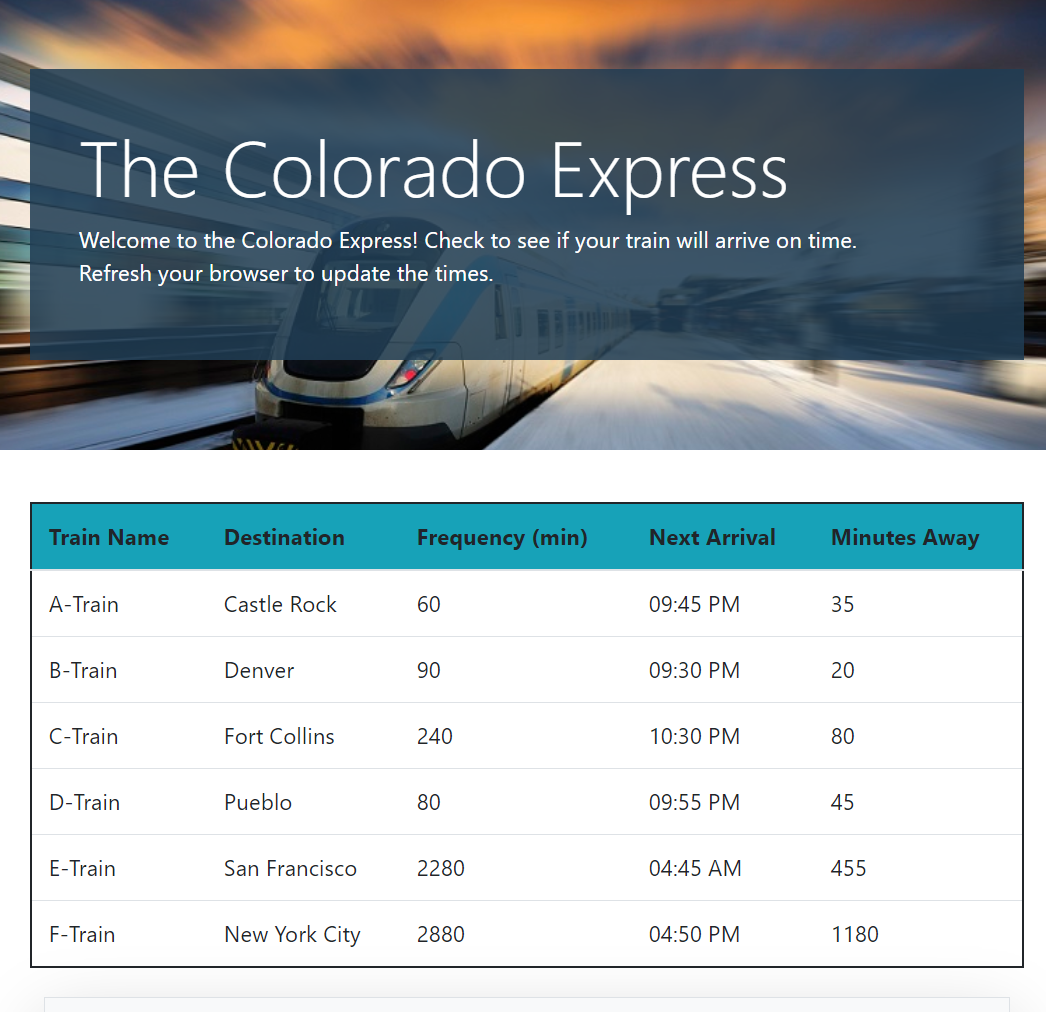 The Colorado Express
Welcome to the Colorado Express! Check to see if your train will arrive on time.
Refresh your browser to update the times.
Train Name Destination Frequency (min) Next Arrival Minutes Away
A-Train Castle Rock 60 09:45 PM 35
B-Train Denver 90 09:30 PM 20
C-Train Fort Collins 240 10:30 PM 80
D-Train Pueblo 80 09:55 PM 45
E-Train San Francisco 2280 04:45 AM 455
F-Train New York City 2880 04:50 PM 1180